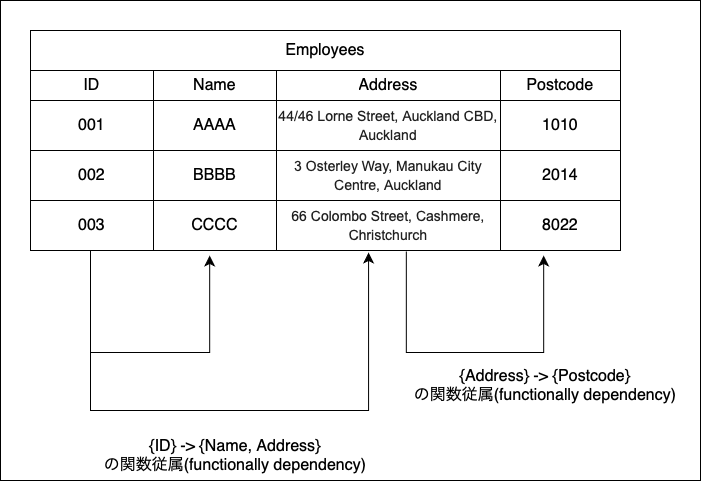 Employees
ID Name Address Postcode
001 AAAA 44/46 Lorne Street, Auckland CBD, Auckland 1010
002 BBBB 3 Osterley Way, Manukau City Centre, Auckland 2014
003 CCCC 66 Colombo Street, Cashmere, Christchurch 8022
{Address} -> {Postcode}
の関数従属(functionally dependency)
{ID} -> {Name, Address}
の関数従属(functionally dependency)